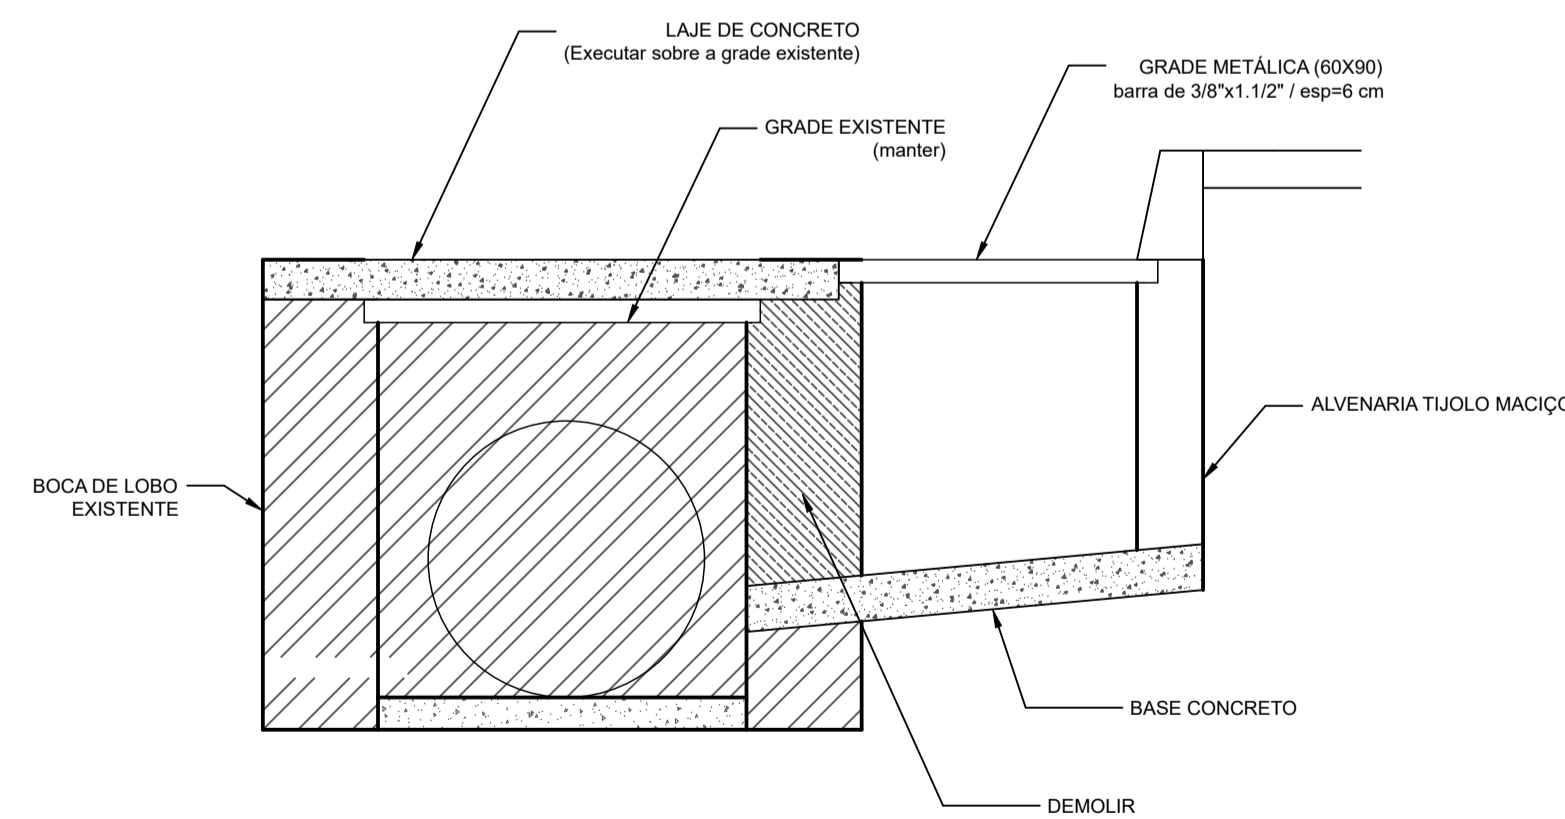 LAJE DE CONCRETO
(Executar sobre a grade existente)
GRADE METÁLICA (60X90)
barra de 3/8"x1.1/2" / esp=6 cm
GRADE EXISTENTE
(manter)
ALVENARIA TIJOLO MACIÇO
BOCA DE LOBO
EXISTENTE
BASE CONCRETO
DEMOLIR